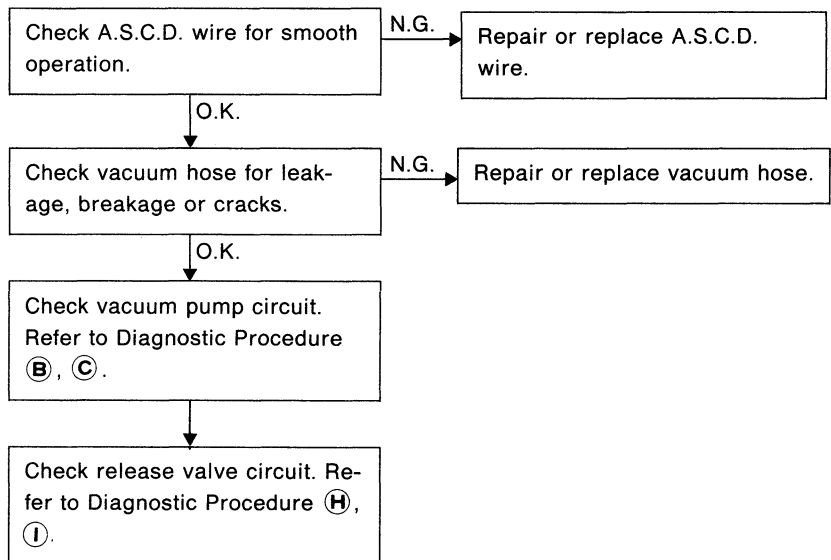 Check A.S.C.D. wire for smooth
operation.
N.G.
Repair or replace A.S.C.D.
wire.
O.K.
Check vacuum hose for leak-
age, breakage or cracks.
N.G.
Repair or replace vacuum hose.
O.K.
Check vacuum pump circuit.
Refer to Diagnostic Procedure
Ⓑ, Ⓒ.
Check release valve circuit. Re-
fer to Diagnostic Procedure Ⓗ,
Ⓘ.